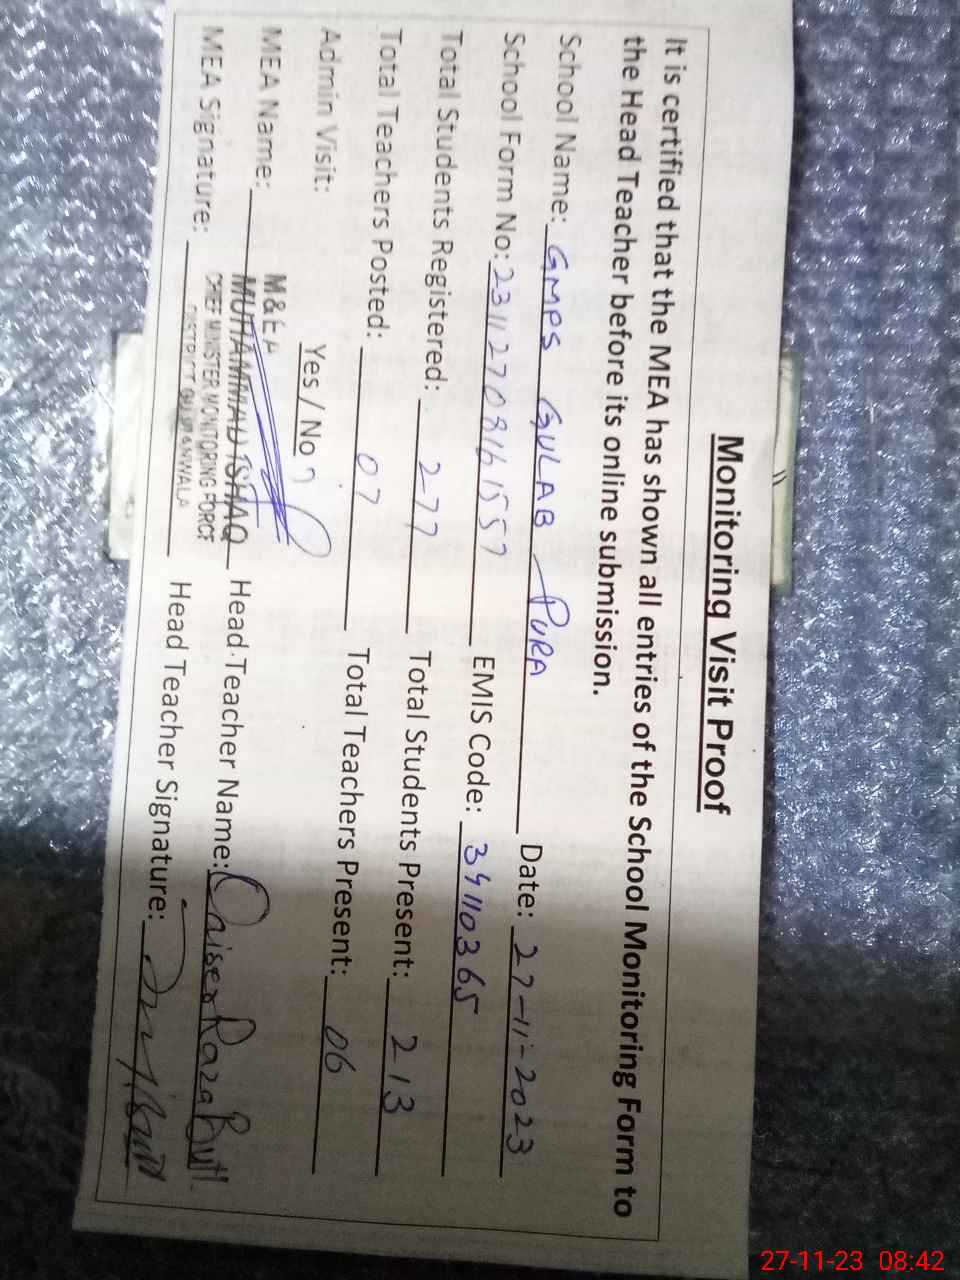 Monitoring Visit Proof
It is certified that the MEA has shown all entries of the School Monitoring Form to
the Head Teacher before its online submission.
School Name: GMPS GULAB PURA Date: 27-11-2023
School Form No: 23112708161557 EMIS Code: 34110365
Total Students Registered: 277 Total Students Present: 213
Total Teachers Posted: 07 Total Teachers Present: 06
Admin Visit: Yes / No
M & E A
MEA Name: MUHAMMAD ISHAQ Head Teacher Name: Qaiser Raza Butt
CHIEF MINISTER MONITORING FORCE
DISTRICT GUJRANWALA
MEA Signature: Head Teacher Signature:
27-11-23 08:42